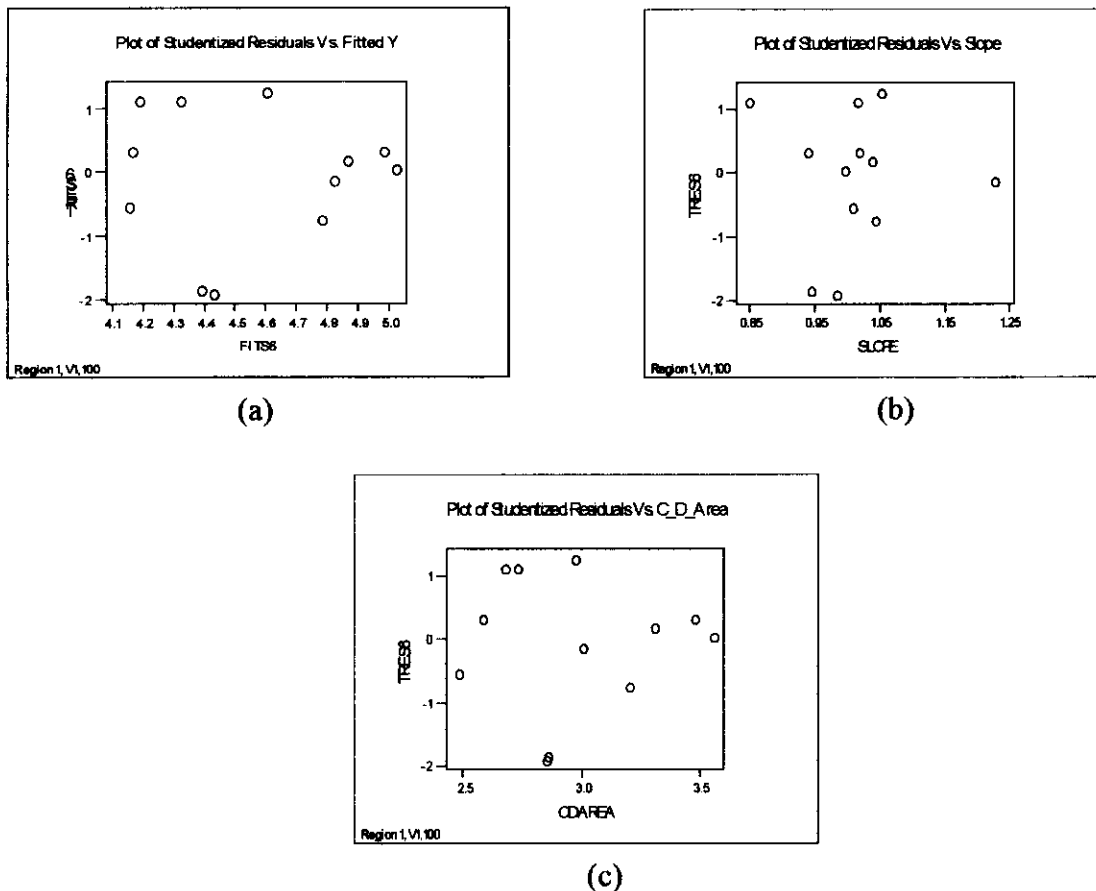 Plot of Studentized Residuals Vs. Fitted Y
1
0
-1
-2
4.1 4.2 4.3 4.4 4.5 4.6 4.7 4.8 4.9 5.0
FITS6
Region 1, V1,100
(a)
Plot of Studentized Residuals Vs. Slope
TRES6
1
0
-1
-2
0.85 0.95 1.05 1.15 1.25
SLOPE
Region 1, V1,100
(b)
Plot of Studentized Residuals Vs. C_D_Area
TRES6
1
0
-1
-2
2.5 3.0 3.5
CDAREA
Region 1, V1,100
(c)